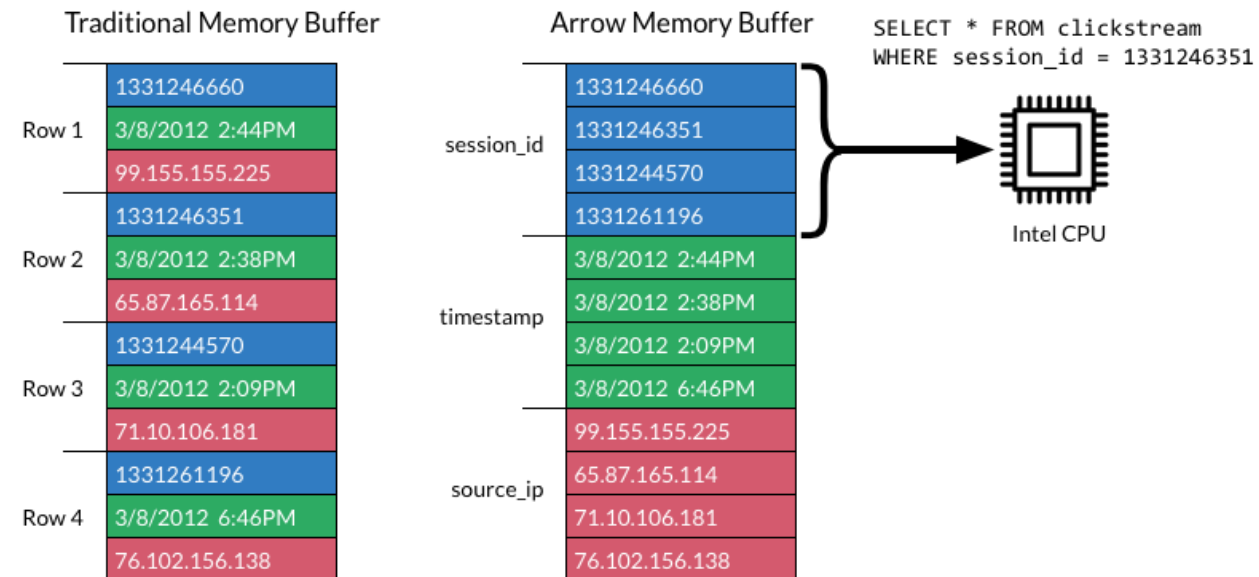 Traditional Memory Buffer
Row 1
1331246660
3/8/2012 2:44PM
99.155.155.225
Row 2
1331246351
3/8/2012 2:38PM
65.87.165.114
Row 3
1331244570
3/8/2012 2:09PM
71.10.106.181
Row 4
1331261196
3/8/2012 6:46PM
76.102.156.138
Arrow Memory Buffer
session_id
1331246660
1331246351
1331244570
1331261196
timestamp
3/8/2012 2:44PM
3/8/2012 2:38PM
3/8/2012 2:09PM
3/8/2012 6:46PM
source_ip
99.155.155.225
65.87.165.114
71.10.106.181
76.102.156.138
SELECT * FROM clickstream
WHERE session_id = 1331246351
Intel CPU